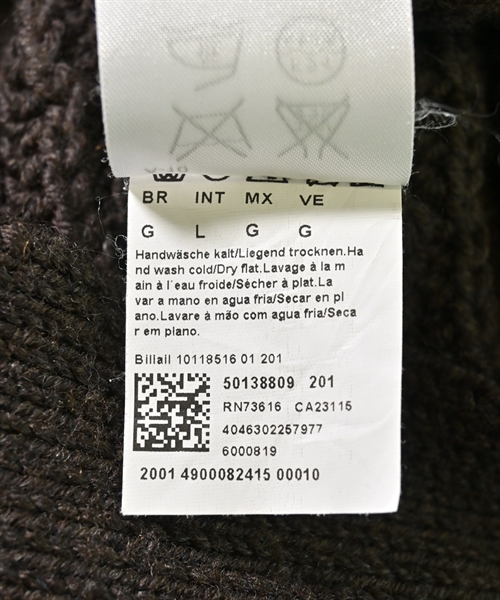 BR INT MX VE
G L G G
Handwäsche kalt/Liegend trocknen.Ha
nd wash cold/Dry flat.Lavage à la m
ain à l'eau froide/Sécher à plat.La
var a mano en agua fria/Secar en pl
ano.Lavare à mão com agua fria/Seca
r em plano.
Billail 10118516 01 201
50138809 201
RN73616 CA23115
4046302257977
6000819
2001 4900082415 00010